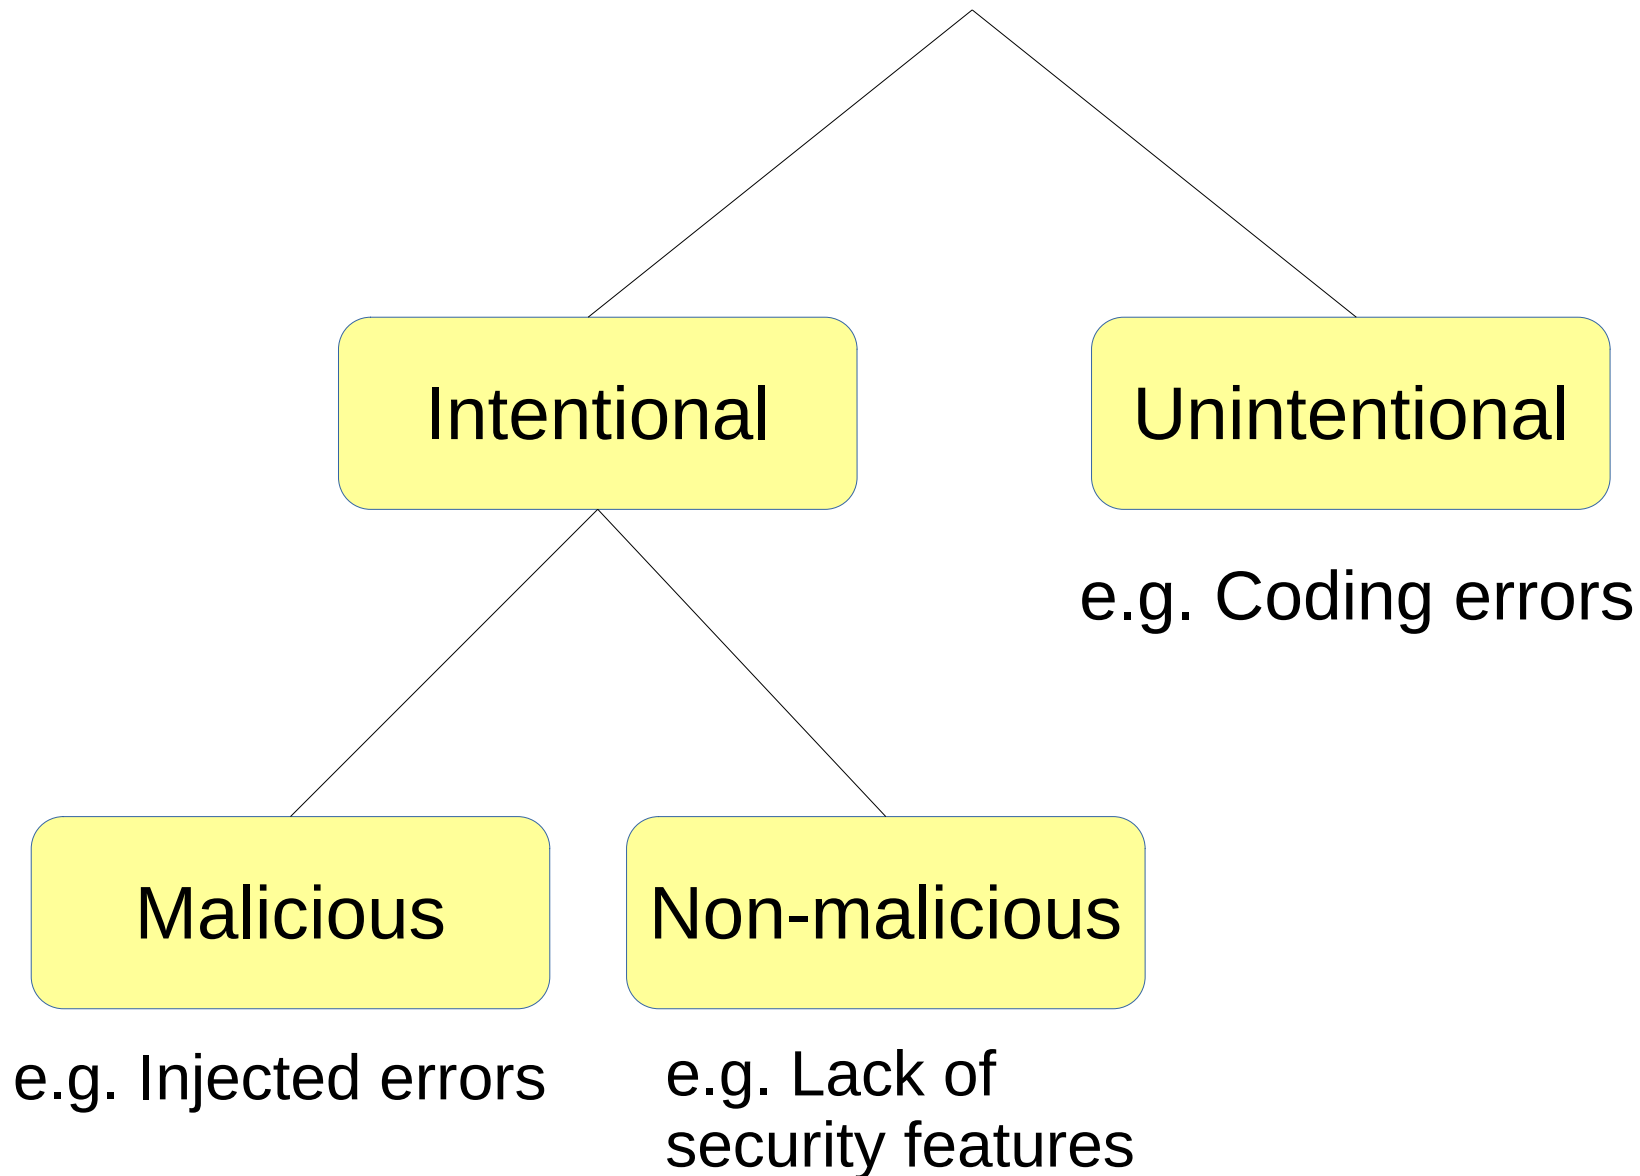 Intentional
Unintentional
e.g. Coding errors
Malicious
Non-malicious
e.g. Injected errors
e.g. Lack of
security features